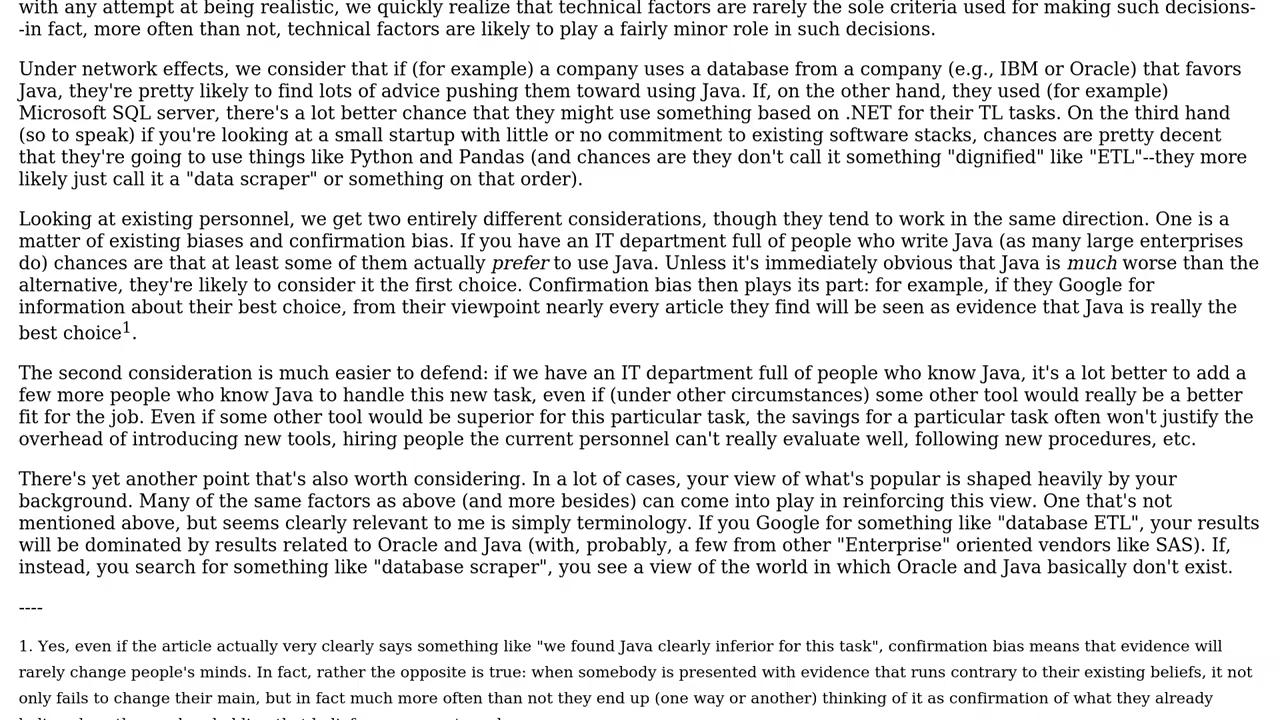 with any attempt at being realistic, we quickly realize that technical factors are rarely the sole criteria used for making such decisions-
-in fact, more often than not, technical factors are likely to play a fairly minor role in such decisions.
Under network effects, we consider that if (for example) a company uses a database from a company (e.g., IBM or Oracle) that favors
Java, they're pretty likely to find lots of advice pushing them toward using Java. If, on the other hand, they used (for example)
Microsoft SQL server, there's a lot better chance that they might use something based on .NET for their TL tasks. On the third hand
(so to speak) if you're looking at a small startup with little or no commitment to existing software stacks, chances are pretty decent
that they're going to use things like Python and Pandas (and chances are they don't call it something "dignified" like "ETL"--they more
likely just call it a "data scraper" or something on that order).
Looking at existing personnel, we get two entirely different considerations, though they tend to work in the same direction. One is a
matter of existing biases and confirmation bias. If you have an IT department full of people who write Java (as many large enterprises
do) chances are that at least some of them actually prefer to use Java. Unless it's immediately obvious that Java is much worse than the
alternative, they're likely to consider it the first choice. Confirmation bias then plays its part: for example, if they Google for
information about their best choice, from their viewpoint nearly every article they find will be seen as evidence that Java is really the
best choice1.
The second consideration is much easier to defend: if we have an IT department full of people who know Java, it's a lot better to add a
few more people who know Java to handle this new task, even if (under other circumstances) some other tool would really be a better
fit for the job. Even if some other tool would be superior for this particular task, the savings for a particular task often won't justify the
overhead of introducing new tools, hiring people the current personnel can't really evaluate well, following new procedures, etc.
There's yet another point that's also worth considering. In a lot of cases, your view of what's popular is shaped heavily by your
background. Many of the same factors as above (and more besides) can come into play in reinforcing this view. One that's not
mentioned above, but seems clearly relevant to me is simply terminology. If you Google for something like "database ETL", your results
will be dominated by results related to Oracle and Java (with, probably, a few from other "Enterprise" oriented vendors like SAS). If,
instead, you search for something like "database scraper", you see a view of the world in which Oracle and Java basically don't exist.
----
1. Yes, even if the article actually very clearly says something like "we found Java clearly inferior for this task", confirmation bias means that evidence will
rarely change people's minds. In fact, rather the opposite is true: when somebody is presented with evidence that runs contrary to their existing beliefs, it not
only fails to change their main, but in fact much more often than not they end up (one way or another) thinking of it as confirmation of what they already